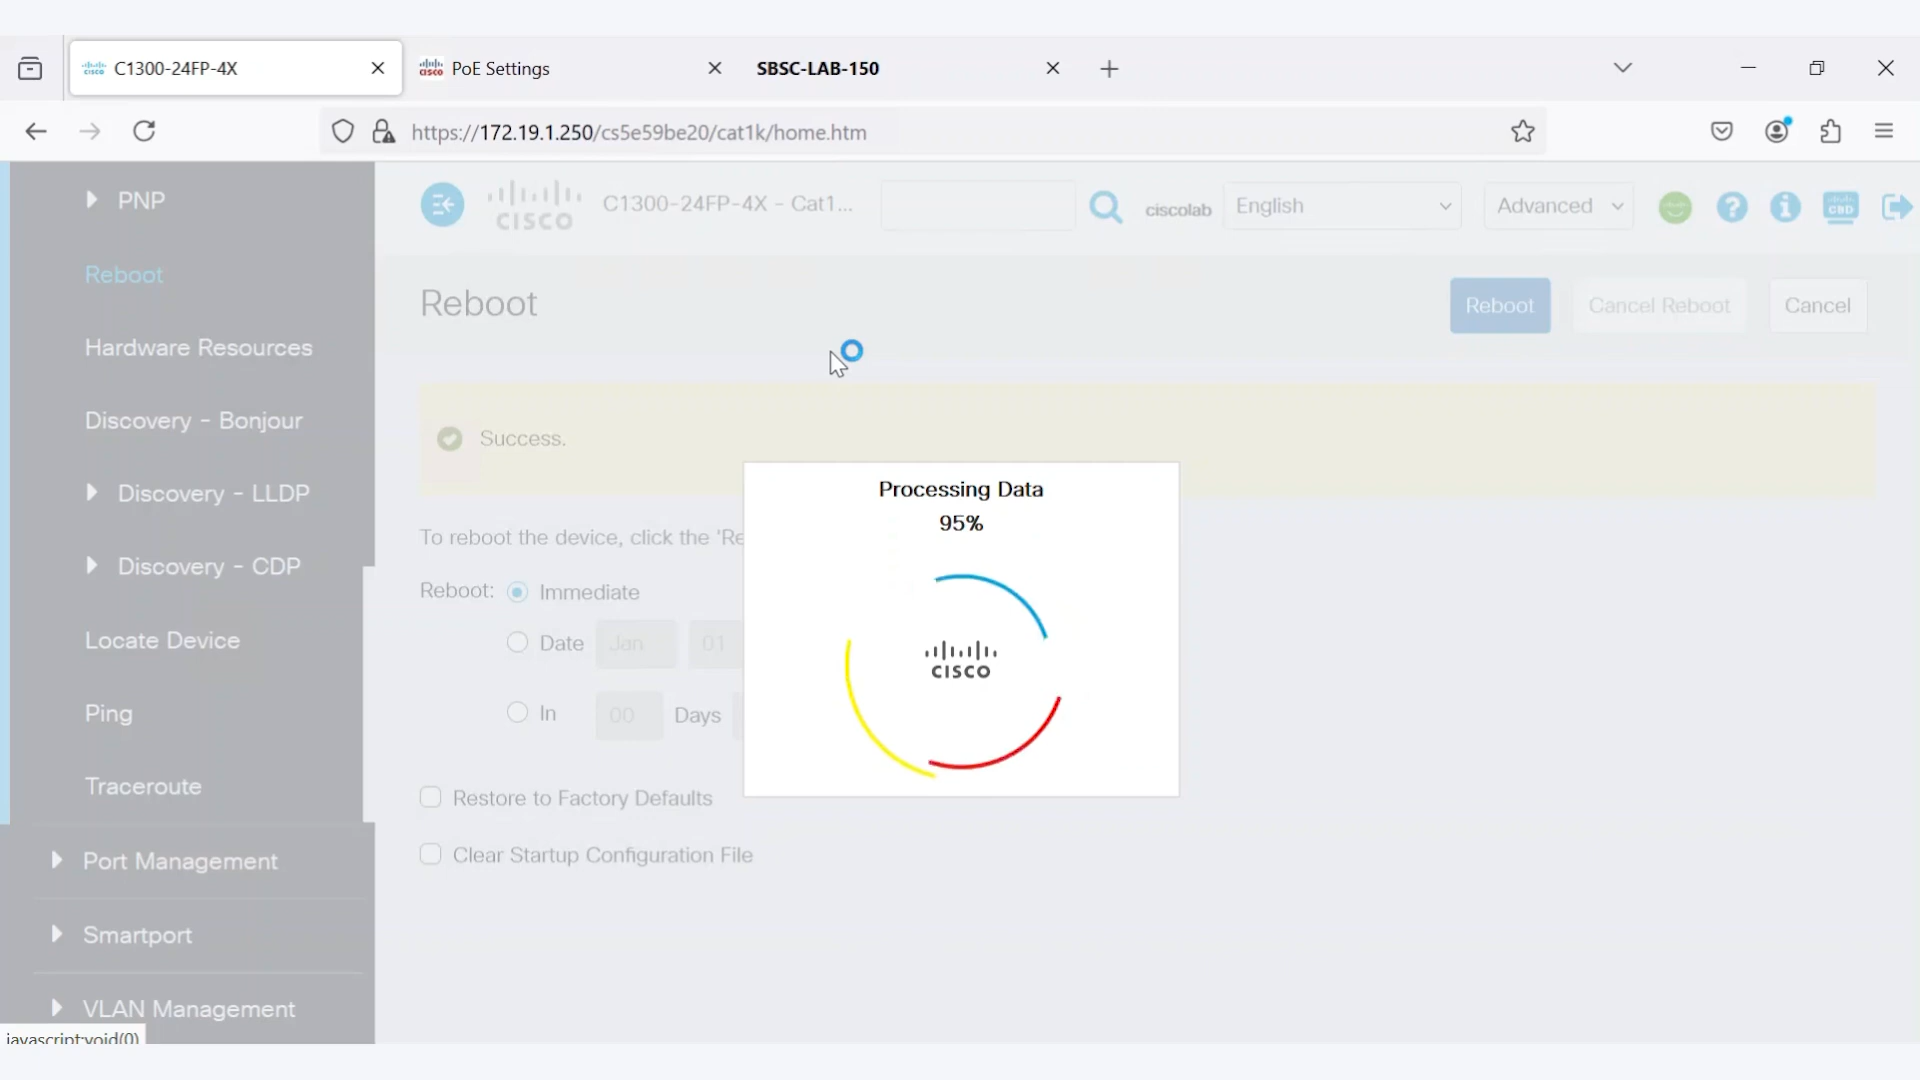 C1300-24FP-4X
PoE Settings
SBSC-LAB-150
https://172.19.1.250/cs5e59be20/cat1k/home.htm
PNP
Reboot
Hardware Resources
Discovery - Bonjour
Discovery - LLDP
Discovery - CDP
Locate Device
Ping
Traceroute
Port Management
Smartport
VLAN Management
javascript:void(0)
CISCO
C1300-24FP-4X - Cat1...
ciscolab
English
Advanced
CBD
Reboot
Reboot
Cancel Reboot
Cancel
Success.
To reboot the device, click the 'Re
Reboot:
Immediate
Date
Jan
01
In
00
Days
Restore to Factory Defaults
Clear Startup Configuration File
Processing Data
95%
CISCO